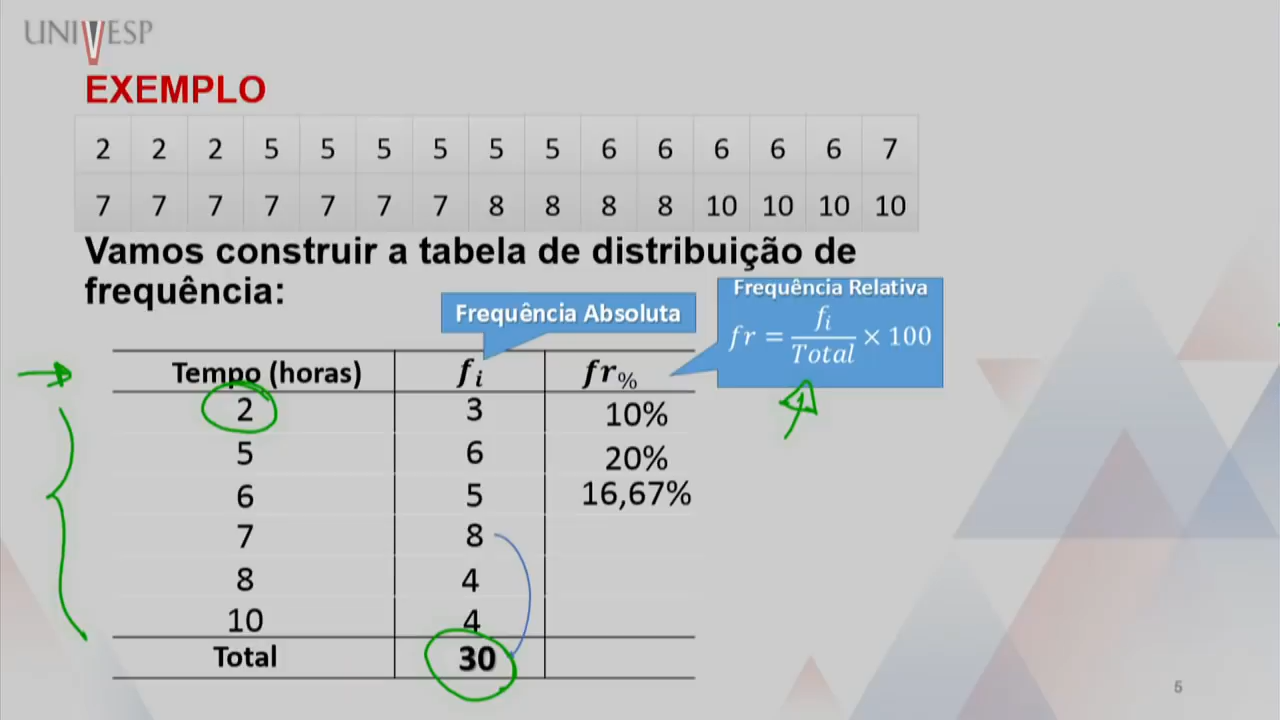 UNIVESP
EXEMPLO
2 2 2 5 5 5 5 5 5 6 6 6 6 6 7
7 7 7 7 7 7 7 8 8 8 8 10 10 10 10
Vamos construir a tabela de distribuição de
frequência:
Frequência Absoluta
Frequência Relativa
fr = fi / Total × 100
Tempo (horas) fi fr%
2 3 10%
5 6 20%
6 5 16,67%
7 8
8 4
10 4
Total 30
5